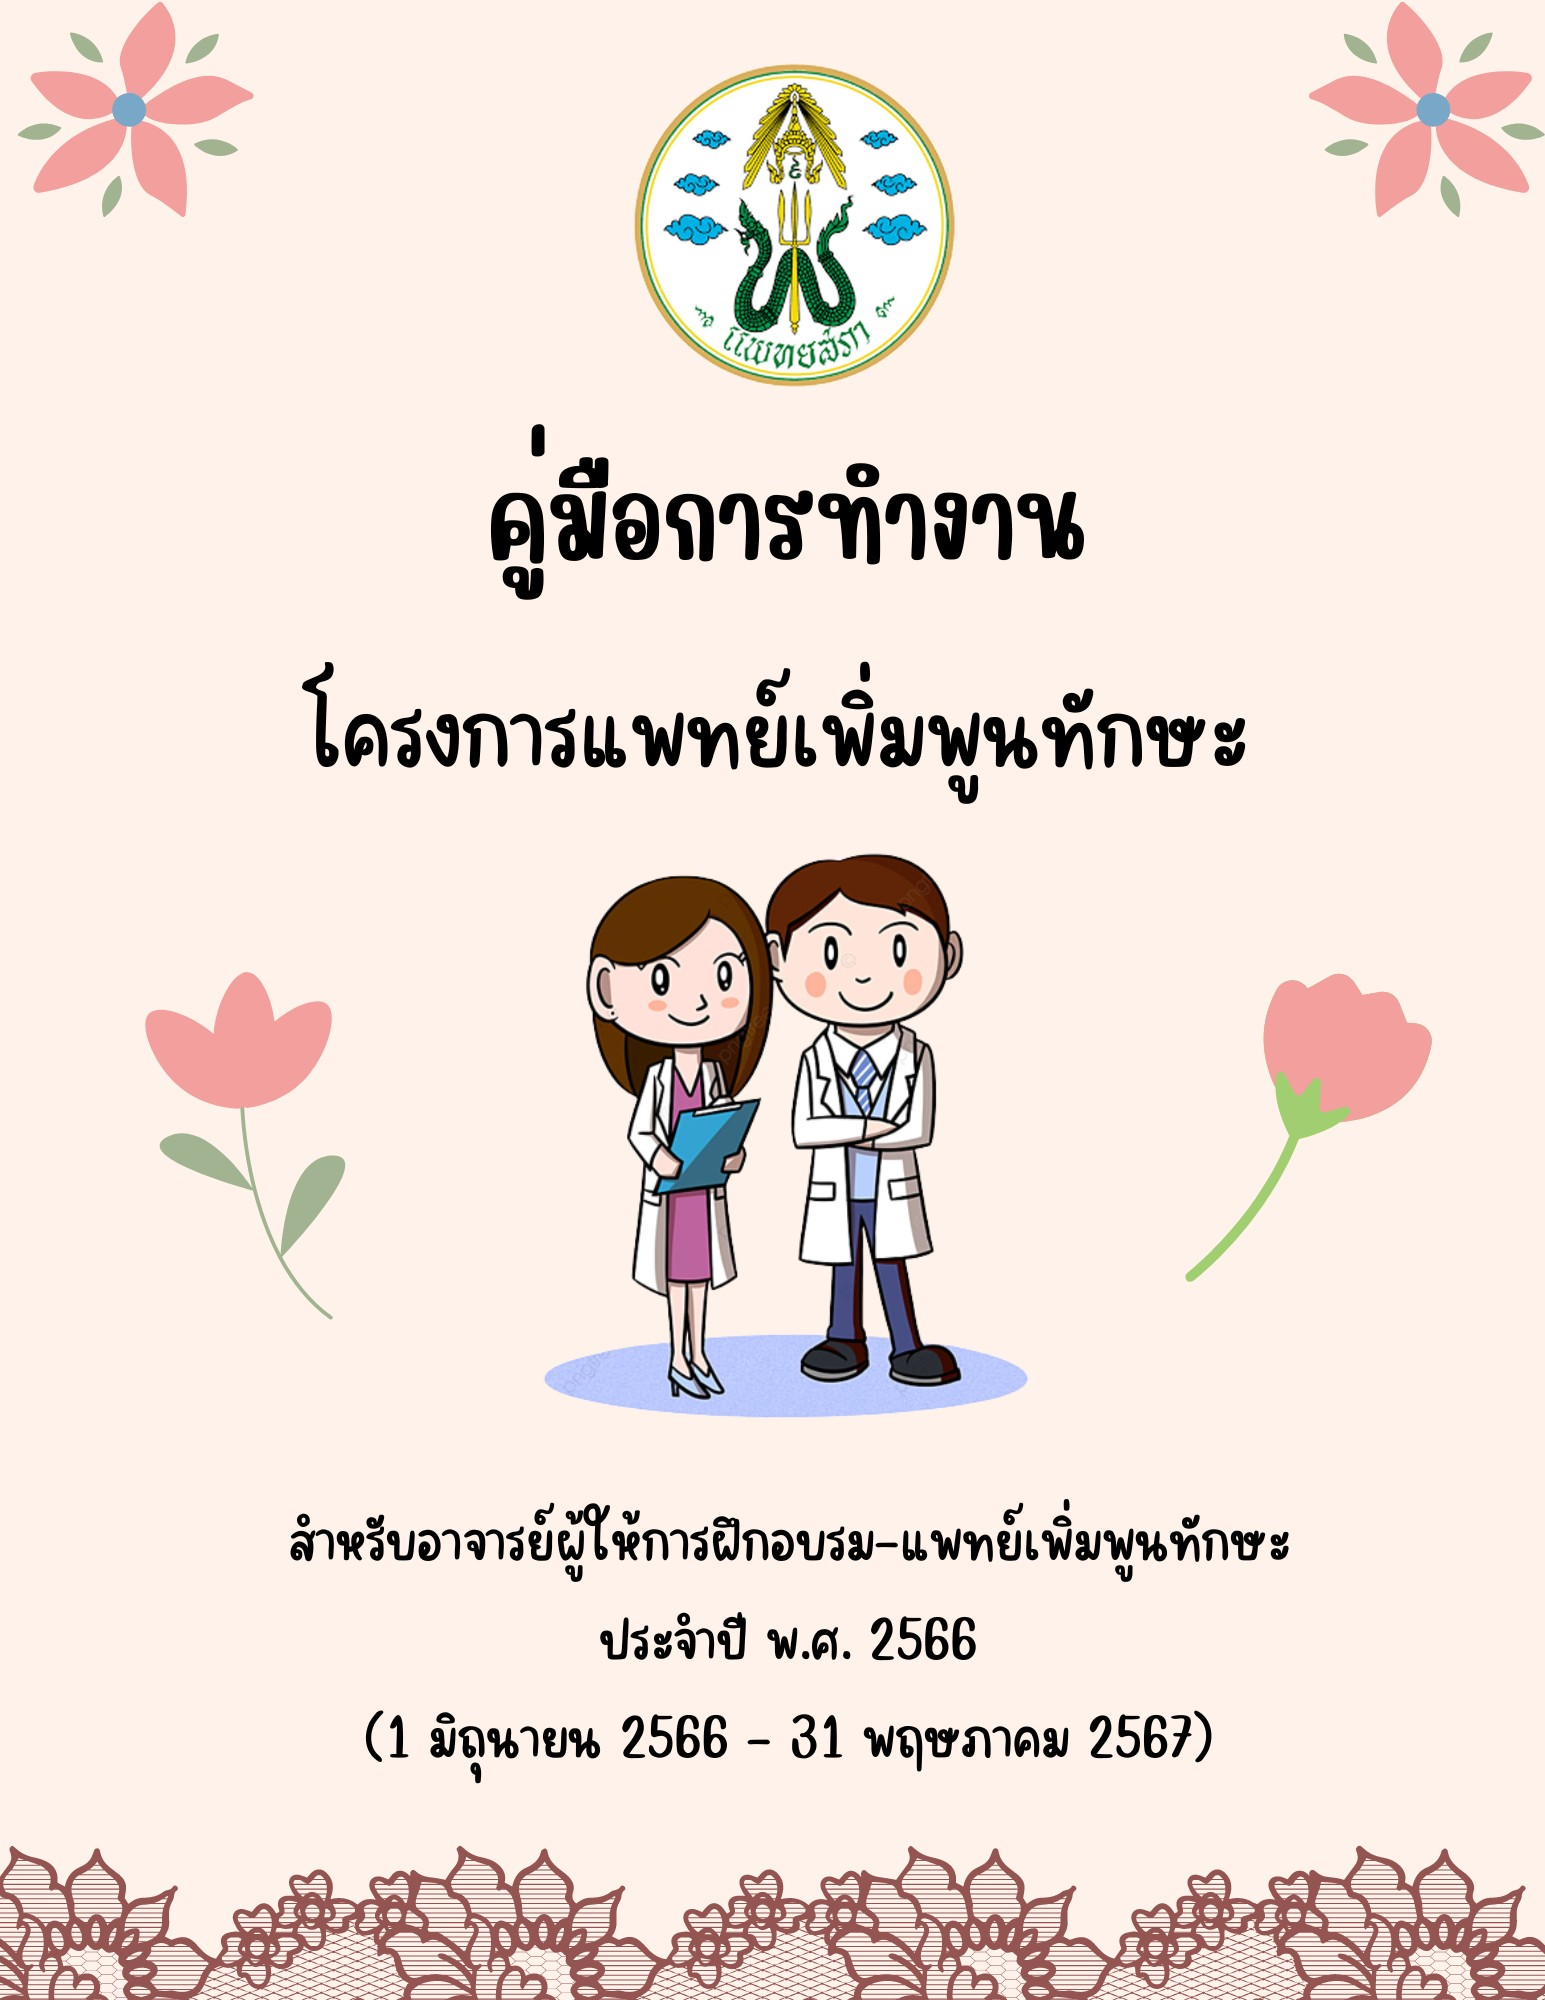 แพทยสภา
คู่มือการทำงาน
โครงการแพทย์เพิ่มพูนทักษะ
สำหรับอาจารย์ผู้ให้การฝึกอบรม-แพทย์เพิ่มพูนทักษะ
ประจำปี พ.ศ. 2566
(1 มิถุนายน 2566 - 31 พฤษภาคม 2567)